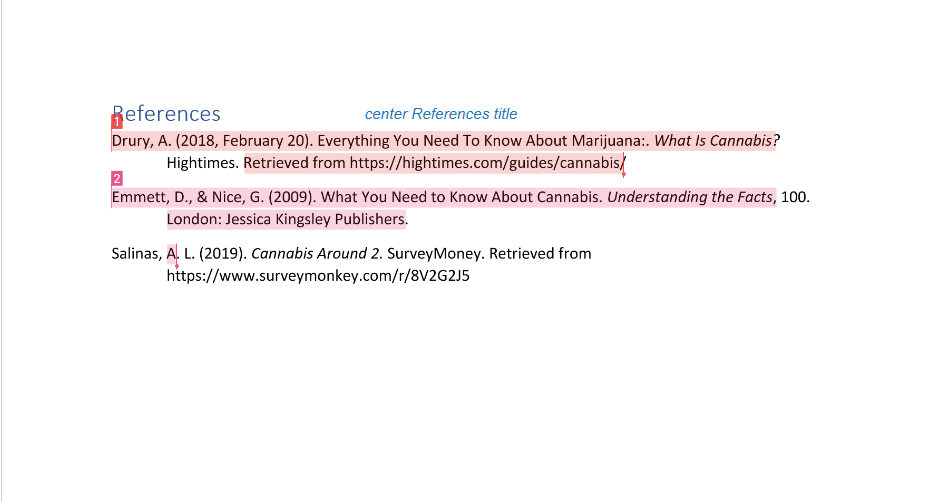 References
center References title
1
Drury, A. (2018, February 20). Everything You Need To Know About Marijuana:. What Is Cannabis?
Hightimes. Retrieved from https://hightimes.com/guides/cannabis/
2
Emmett, D., & Nice, G. (2009). What You Need to Know About Cannabis. Understanding the Facts, 100.
London: Jessica Kingsley Publishers.
Salinas, A. L. (2019). Cannabis Around 2. SurveyMoney. Retrieved from
https://www.surveymonkey.com/r/8V2G2J5